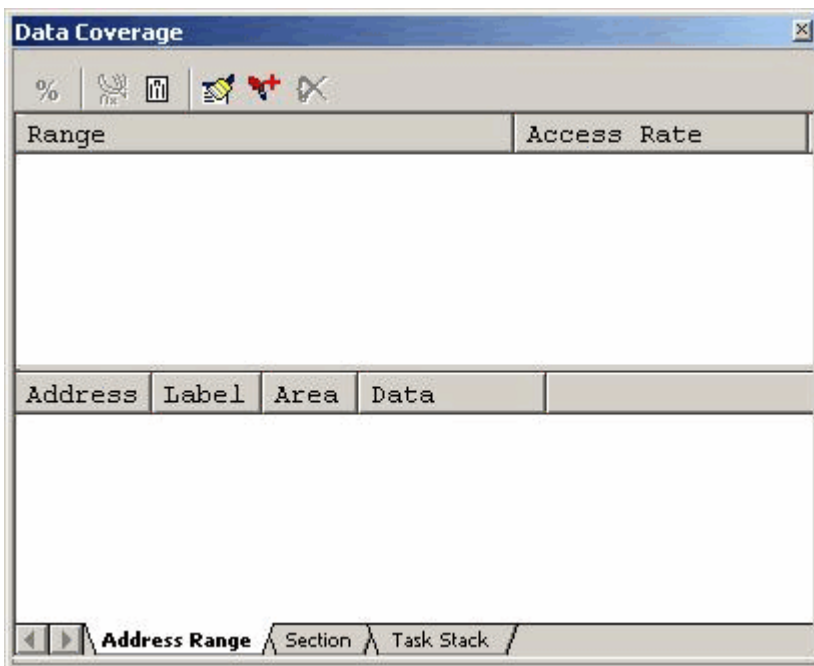 Data Coverage
%
Range Access Rate
Address Label Area Data
Address Range Section Task Stack